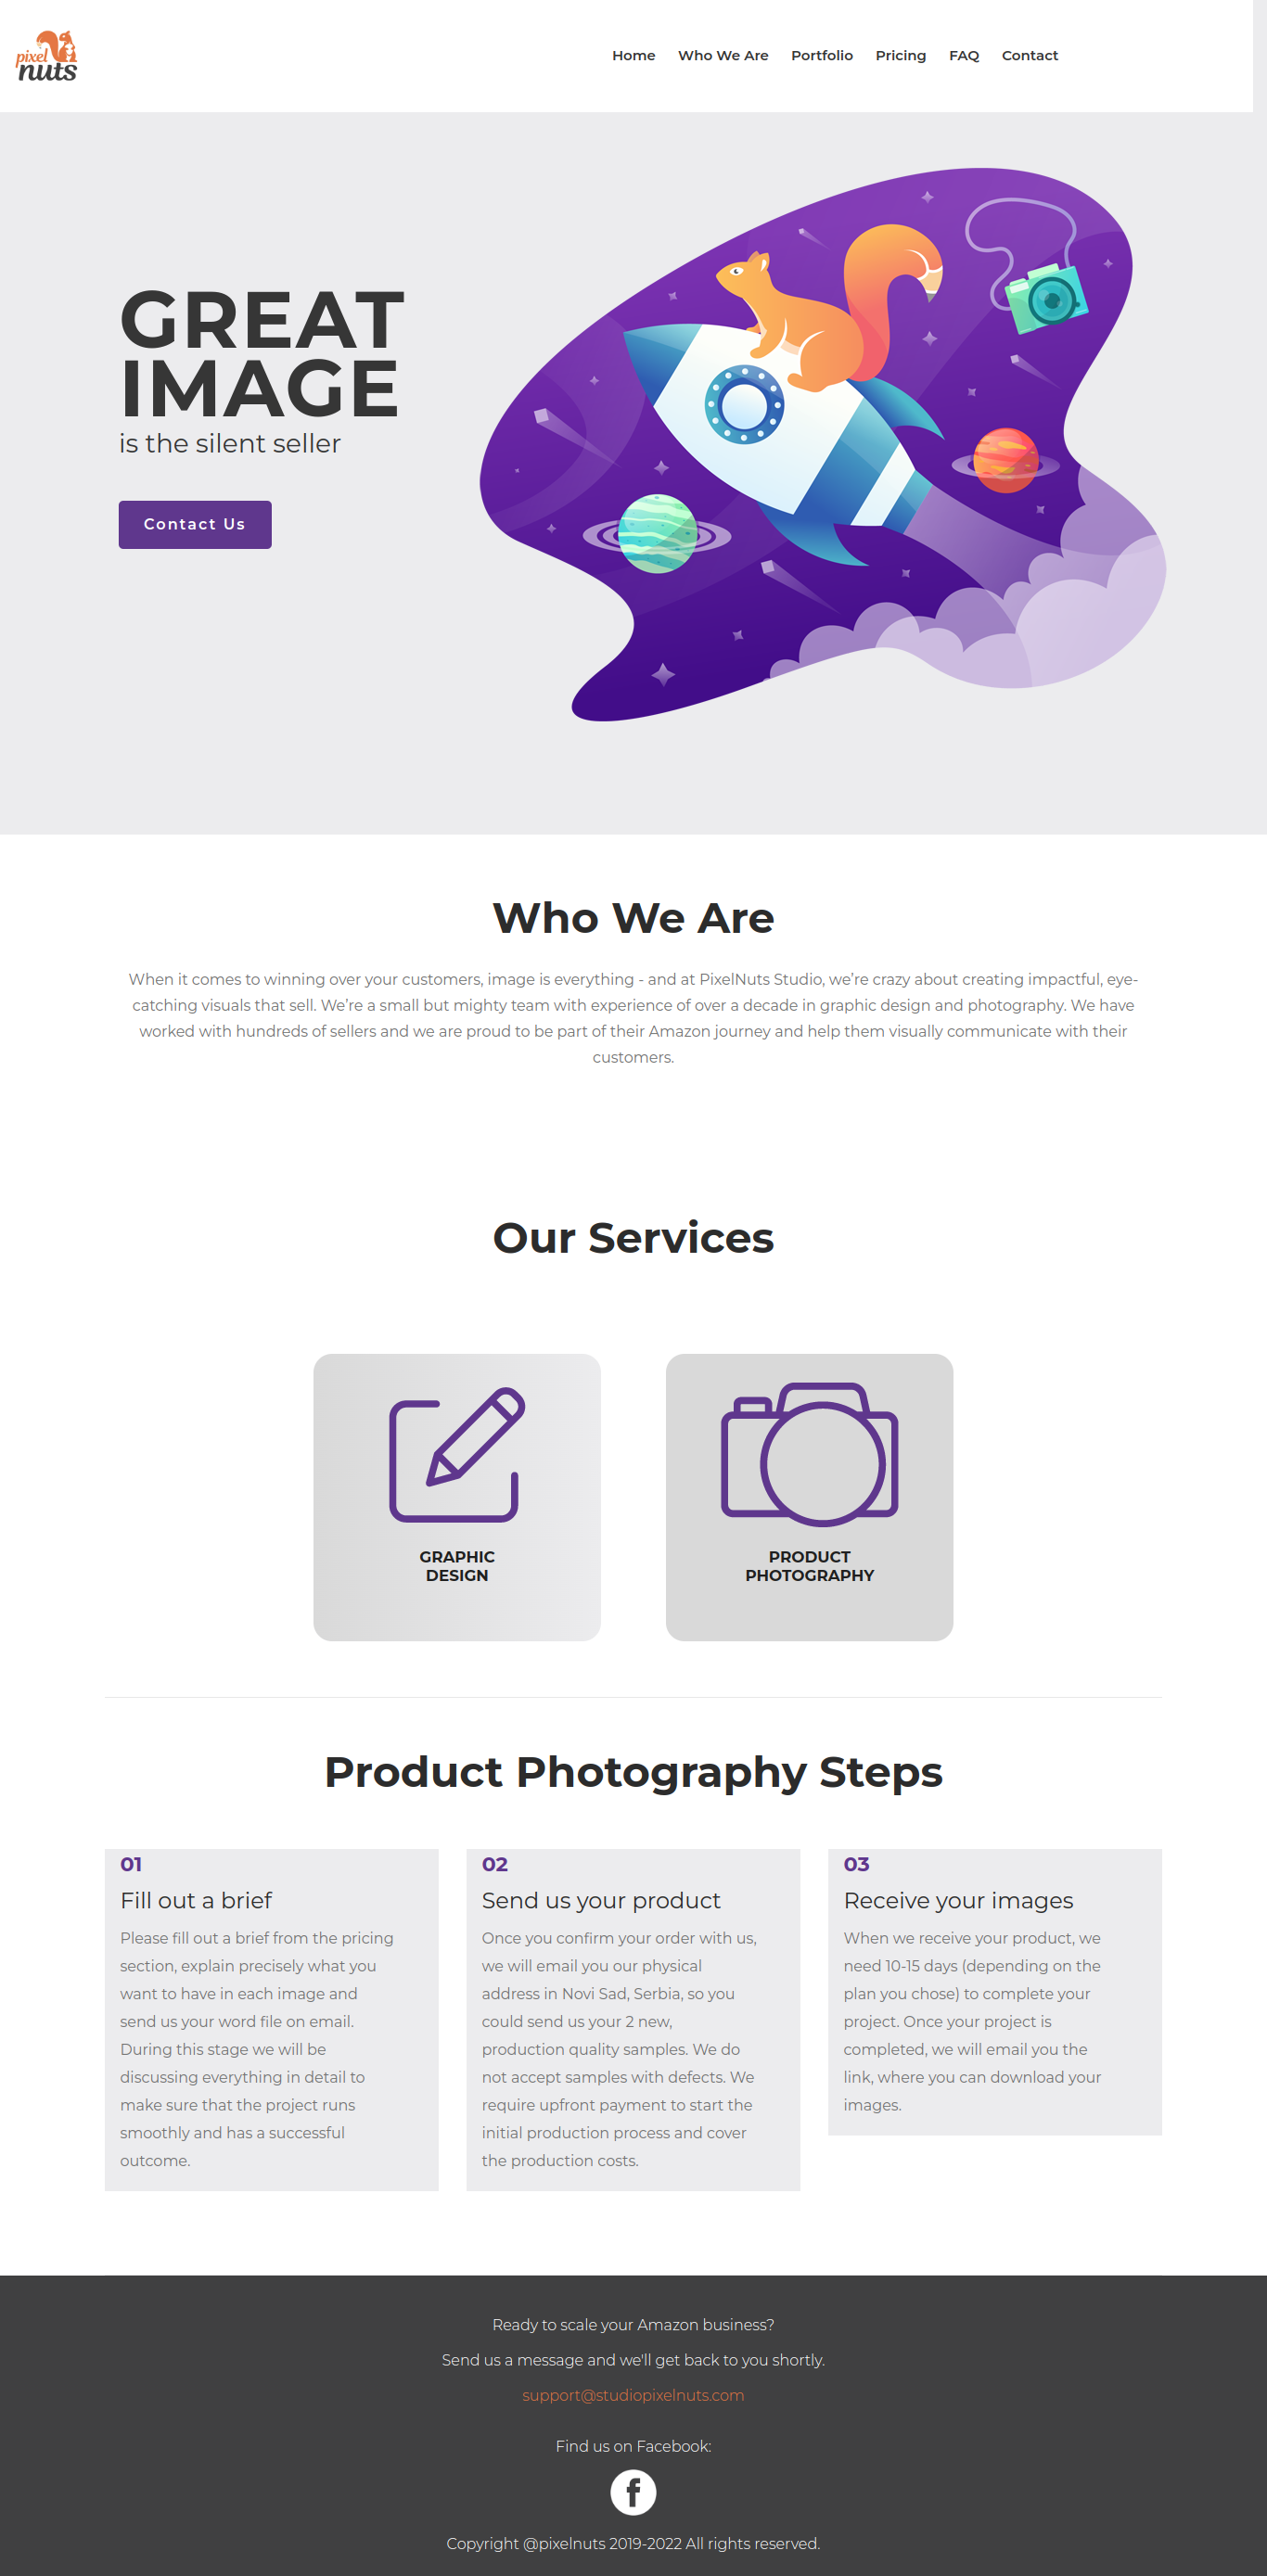 pixel
nuts
Home Who We Are Portfolio Pricing FAQ Contact
GREAT
IMAGE
is the silent seller
Contact Us
Who We Are
When it comes to winning over your customers, image is everything - and at PixelNuts Studio, we’re crazy about creating impactful, eye-
catching visuals that sell. We’re a small but mighty team with experience of over a decade in graphic design and photography. We have
worked with hundreds of sellers and we are proud to be part of their Amazon journey and help them visually communicate with their
customers.
Our Services
GRAPHIC
DESIGN
PRODUCT
PHOTOGRAPHY
Product Photography Steps
01
Fill out a brief
Please fill out a brief from the pricing
section, explain precisely what you
want to have in each image and
send us your word file on email.
During this stage we will be
discussing everything in detail to
make sure that the project runs
smoothly and has a successful
outcome.
02
Send us your product
Once you confirm your order with us,
we will email you our physical
address in Novi Sad, Serbia, so you
could send us your 2 new,
production quality samples. We do
not accept samples with defects. We
require upfront payment to start the
initial production process and cover
the production costs.
03
Receive your images
When we receive your product, we
need 10-15 days (depending on the
plan you chose) to complete your
project. Once your project is
completed, we will email you the
link, where you can download your
images.
Ready to scale your Amazon business?
Send us a message and we'll get back to you shortly.
support@studiopixelnuts.com
Find us on Facebook:
Copyright @pixelnuts 2019-2022 All rights reserved.